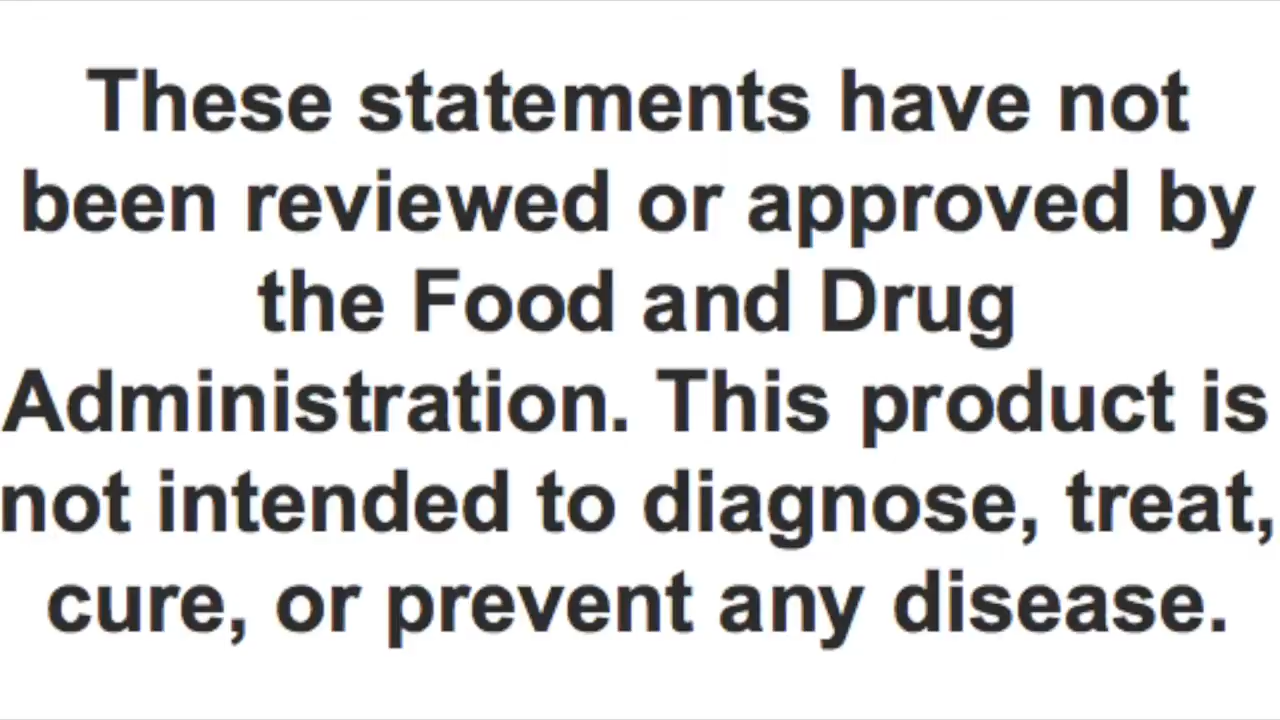 These statements have not
been reviewed or approved by
the Food and Drug
Administration. This product is
not intended to diagnose, treat,
cure, or prevent any disease.